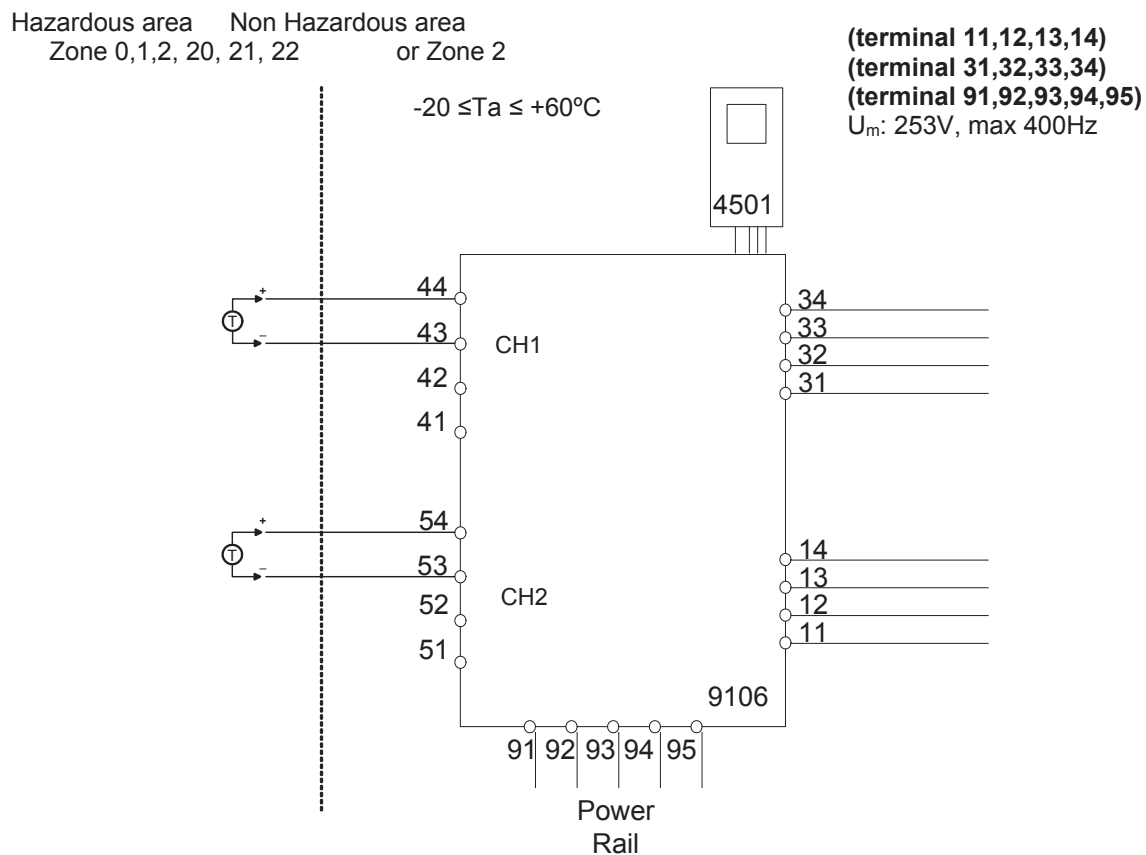 Hazardous area Non Hazardous area
Zone 0,1,2, 20, 21, 22 or Zone 2
(terminal 11,12,13,14)
(terminal 31,32,33,34)
(terminal 91,92,93,94,95)
Um: 253V, max 400Hz
-20 ≤Ta ≤ +60ºC
4501
44
+
T
43
–
CH1
42
41
34
33
32
31
54
+
T
53
–
CH2
52
51
14
13
12
11
9106
91 92 93 94 95
Power
Rail